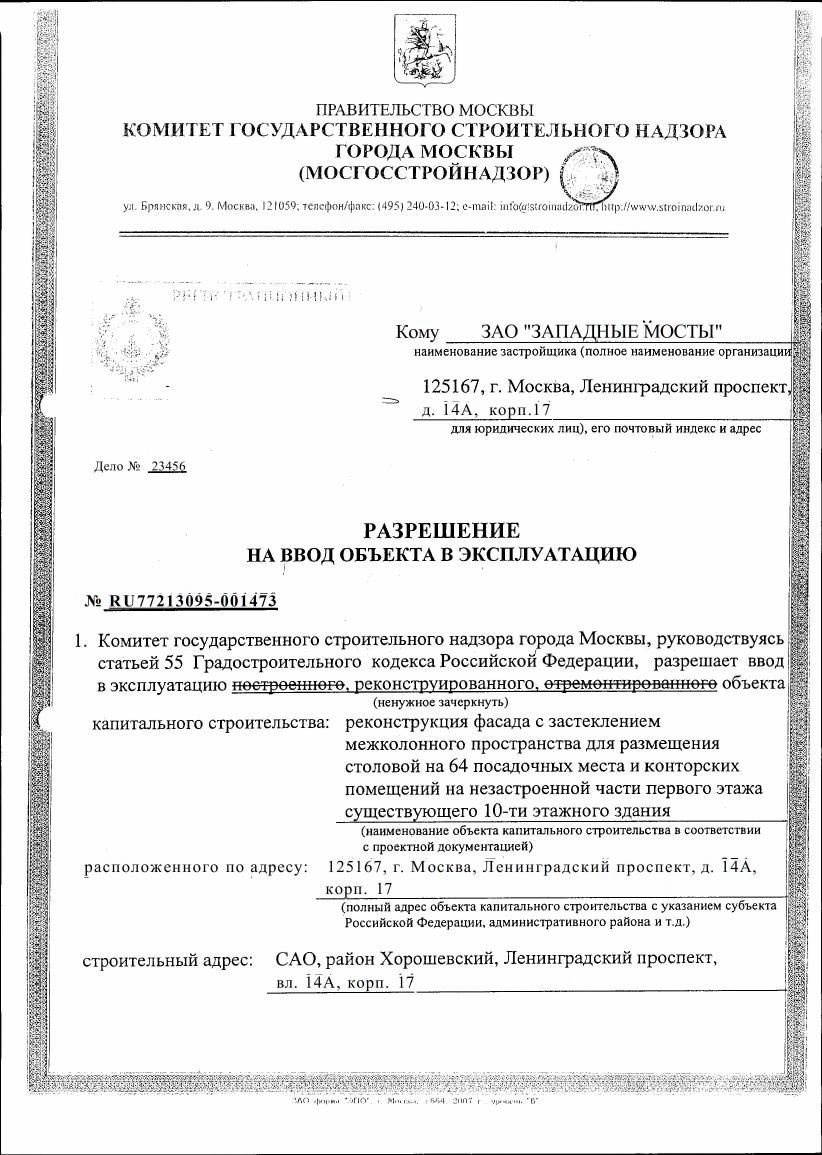 ПРАВИТЕЛЬСТВО МОСКВЫ
КОМИТЕТ ГОСУДАРСТВЕННОГО СТРОИТЕЛЬНОГО НАДЗОРА
ГОРОДА МОСКВЫ
(МОСГОССТРОЙНАДЗОР)
ул. Брянская, д. 9, Москва, 121059; телефон/факс: (495) 240-03-12; e-mail: info@stroinadzor.ru, http://www.stroinadzor.ru
РЕГИСТРАЦИОННЫЙ
Кому ЗАО "ЗАПАДНЫЕ МОСТЫ"
наименование застройщика (полное наименование организации
125167, г. Москва, Ленинградский проспект,
д. 14А, корп.17
для юридических лиц), его почтовый индекс и адрес
Дело № 23456
РАЗРЕШЕНИЕ
НА ВВОД ОБЪЕКТА В ЭКСПЛУАТАЦИЮ
№ RU77213095-001473
1. Комитет государственного строительного надзора города Москвы, руководствуясь
статьей 55 Градостроительного кодекса Российской Федерации, разрешает ввод
в эксплуатацию построенного, реконструированного, отремонтированного объекта
(ненужное зачеркнуть)
капитального строительства: реконструкция фасада с застеклением
межколонного пространства для размещения
столовой на 64 посадочных места и конторских
помещений на незастроенной части первого этажа
существующего 10-ти этажного здания
(наименование объекта капитального строительства в соответствии
с проектной документацией)
расположенного по адресу: 125167, г. Москва, Ленинградский проспект, д. 14А,
корп. 17
(полный адрес объекта капитального строительства с указанием субъекта
Российской Федерации, административного района и т.д.)
строительный адрес: САО, район Хорошевский, Ленинградский проспект,
вл. 14А, корп. 17